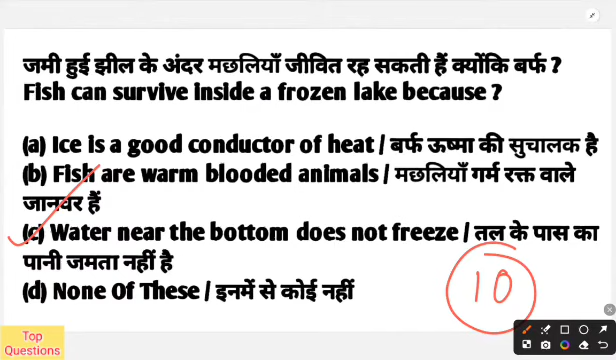 जमी हुई झील के अंदर मछलियाँ जीवित रह सकती हैं क्योंकि बर्फ ?
Fish can survive inside a frozen lake because ?
(a) Ice is a good conductor of heat / बर्फ ऊष्मा की सुचालक है
(b) Fish are warm blooded animals / मछलियाँ गर्म रक्त वाले
जानवर हैं
(c) Water near the bottom does not freeze / तल के पास का
पानी जमता नहीं है
(d) None Of These / इनमें से कोई नहीं
10
Top
Questions